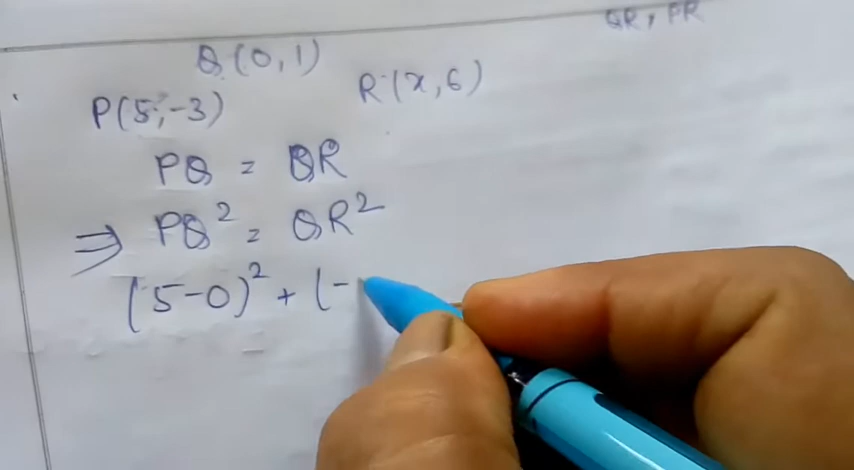 QR, PR
Q(0,1)
P(5,-3) R(x,6)
PQ = QR
⇒ PQ² = QR²
(5-0)² + (-